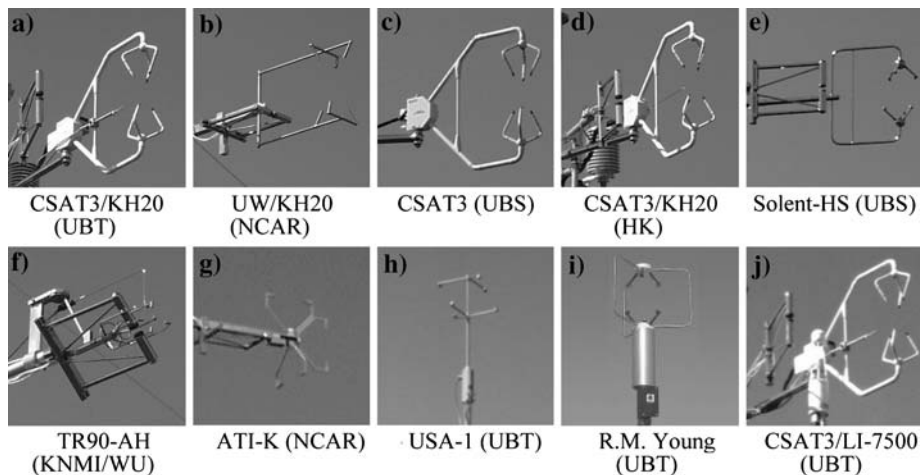 a)
b)
c)
d)
e)
CSAT3/KH20
(UBT)
UW/KH20
(NCAR)
CSAT3 (UBS)
CSAT3/KH20
(HK)
Solent-HS (UBS)
f)
g)
h)
i)
j)
TR90-AH
(KNMI/WU)
ATI-K (NCAR)
USA-1 (UBT)
R.M. Young
(UBT)
CSAT3/LI-7500
(UBT)